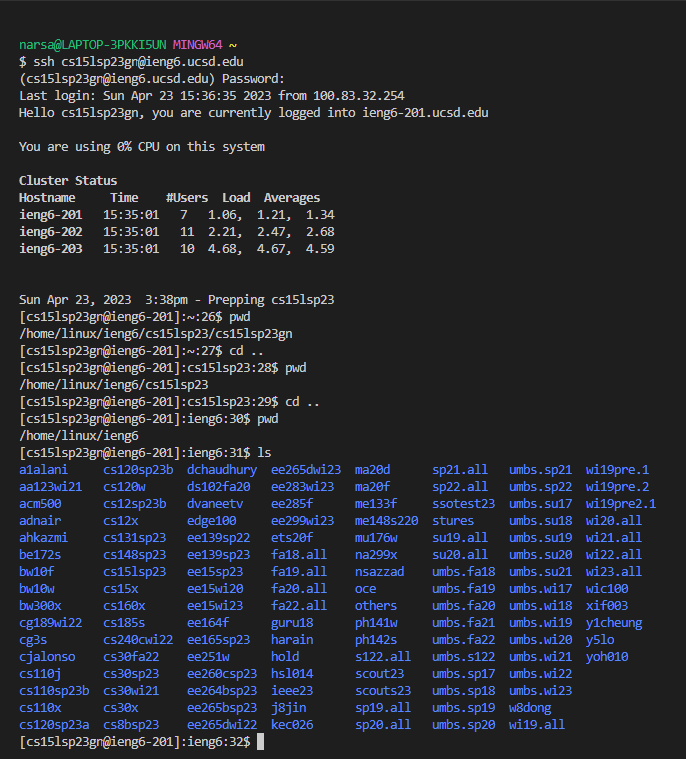 narsa@LAPTOP-3PKKI5UN MINGW64 ~
$ ssh cs15lsp23gn@ieng6.ucsd.edu
(cs15lsp23gn@ieng6.ucsd.edu) Password:
Last login: Sun Apr 23 15:36:35 2023 from 100.83.32.254
Hello cs15lsp23gn, you are currently logged into ieng6-201.ucsd.edu

You are using 0% CPU on this system

Cluster Status
Hostname     Time    #Users  Load  Averages
ieng6-201   15:35:01   7   1.06,  1.21,  1.34
ieng6-202   15:35:01   11  2.21,  2.47,  2.68
ieng6-203   15:35:01   10  4.68,  4.67,  4.59

Sun Apr 23, 2023  3:38pm - Prepping cs15lsp23
[cs15lsp23gn@ieng6-201]:~:26$ pwd
/home/linux/ieng6/cs15lsp23/cs15lsp23gn
[cs15lsp23gn@ieng6-201]:~:27$ cd ..
[cs15lsp23gn@ieng6-201]:cs15lsp23:28$ pwd
/home/linux/ieng6/cs15lsp23
[cs15lsp23gn@ieng6-201]:cs15lsp23:29$ cd ..
[cs15lsp23gn@ieng6-201]:ieng6:30$ pwd
/home/linux/ieng6
[cs15lsp23gn@ieng6-201]:ieng6:31$ ls
a1alani    cs120sp23b  dchaudhury  ee265dwi23  ma20d      sp21.all   umbs.sp21  wi19pre.1
aa123wi21  cs120w      ds102fa20   ee283wi23   ma20f      sp22.all   umbs.sp22  wi19pre.2
acm500     cs12sp23b   dvaneetv    ee285f      me133f     ssotest23  umbs.su17  wi19pre2.1
adnair     cs12x       edge100     ee299wi23   me148s220  stures     umbs.su18  wi20.all
ahkazmi    cs131sp23   ee139sp22   ets20f      mu176w     su19.all   umbs.su19  wi21.all
be172s     cs148sp23   ee139sp23   fa18.all    na299x     su20.all   umbs.su20  wi22.all
bw10f      cs15lsp23   ee15sp23    fa19.all    nsazzad    umbs.fa18  umbs.su21  wi23.all
bw10w      cs15x       ee15wi20    fa20.all    oce        umbs.fa19  umbs.wi17  wic100
bw300x     cs160x      ee15wi23    fa22.all    others     umbs.fa20  umbs.wi18  xif003
cg189wi22  cs185s      ee164f      guru18      ph141w     umbs.fa21  umbs.wi19  y1cheung
cg3s       cs240cwi22  ee165sp23   harain      ph142s     umbs.fa22  umbs.wi20  y5lo
cjalonso   cs30fa22    ee251w      hold        s122.all   umbs.s122  umbs.wi21  yoh010
cs110j     cs30sp23    ee260csp23  hsl014      scout23    umbs.sp17  umbs.wi22
cs110sp23b  cs30wi21    ee264bsp23  ieee23      scouts23   umbs.sp18  umbs.wi23
cs110x     cs30x       ee265bsp23  j8jin       sp19.all   umbs.sp19  w8dong
cs120sp23a  cs8bsp23    ee265dwi22  kec026      sp20.all   umbs.sp20  wi19.all
[cs15lsp23gn@ieng6-201]:ieng6:32$